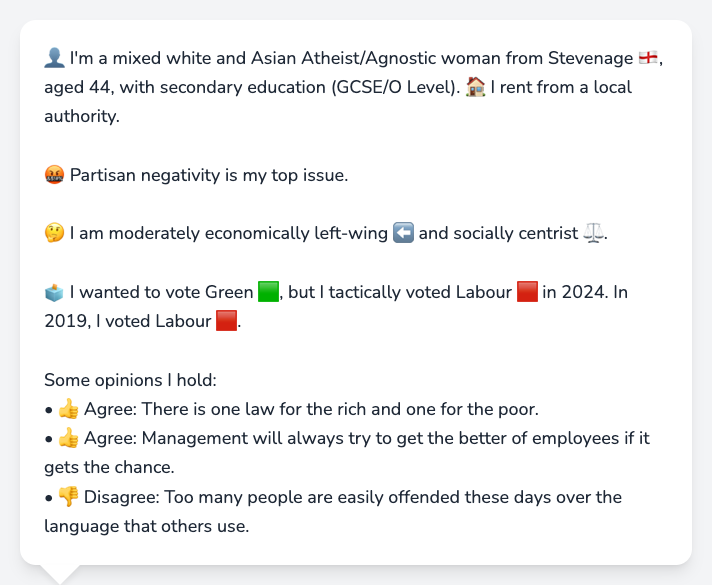 👤 I'm a mixed white and Asian Atheist/Agnostic woman from Stevenage 🏴󠁧󠁢󠁥󠁮󠁧󠁿,
aged 44, with secondary education (GCSE/O Level). 🏠 I rent from a local
authority.
🤬 Partisan negativity is my top issue.
🤔 I am moderately economically left-wing ⬅️ and socially centrist ⚖️.
🗳️ I wanted to vote Green 🟩, but I tactically voted Labour 🟥 in 2024. In
2019, I voted Labour 🟥.
Some opinions I hold:
• 👍 Agree: There is one law for the rich and one for the poor.
• 👍 Agree: Management will always try to get the better of employees if it
gets the chance.
• 👎 Disagree: Too many people are easily offended these days over the
language that others use.